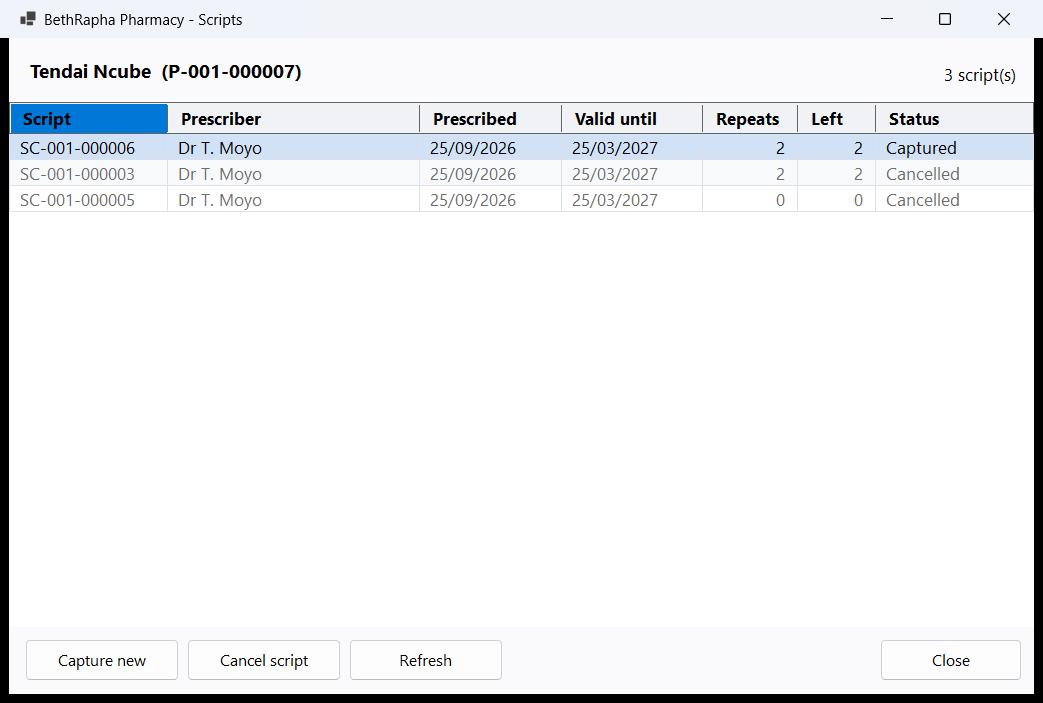 BethRapha Pharmacy - Scripts
Tendai Ncube (P-001-000007)
3 script(s)
Script Prescriber Prescribed Valid until Repeats Left Status
SC-001-000006 Dr T. Moyo 25/09/2026 25/03/2027 2 2 Captured
SC-001-000003 Dr T. Moyo 25/09/2026 25/03/2027 2 2 Cancelled
SC-001-000005 Dr T. Moyo 25/09/2026 25/03/2027 0 0 Cancelled
Capture new Cancel script Refresh Close